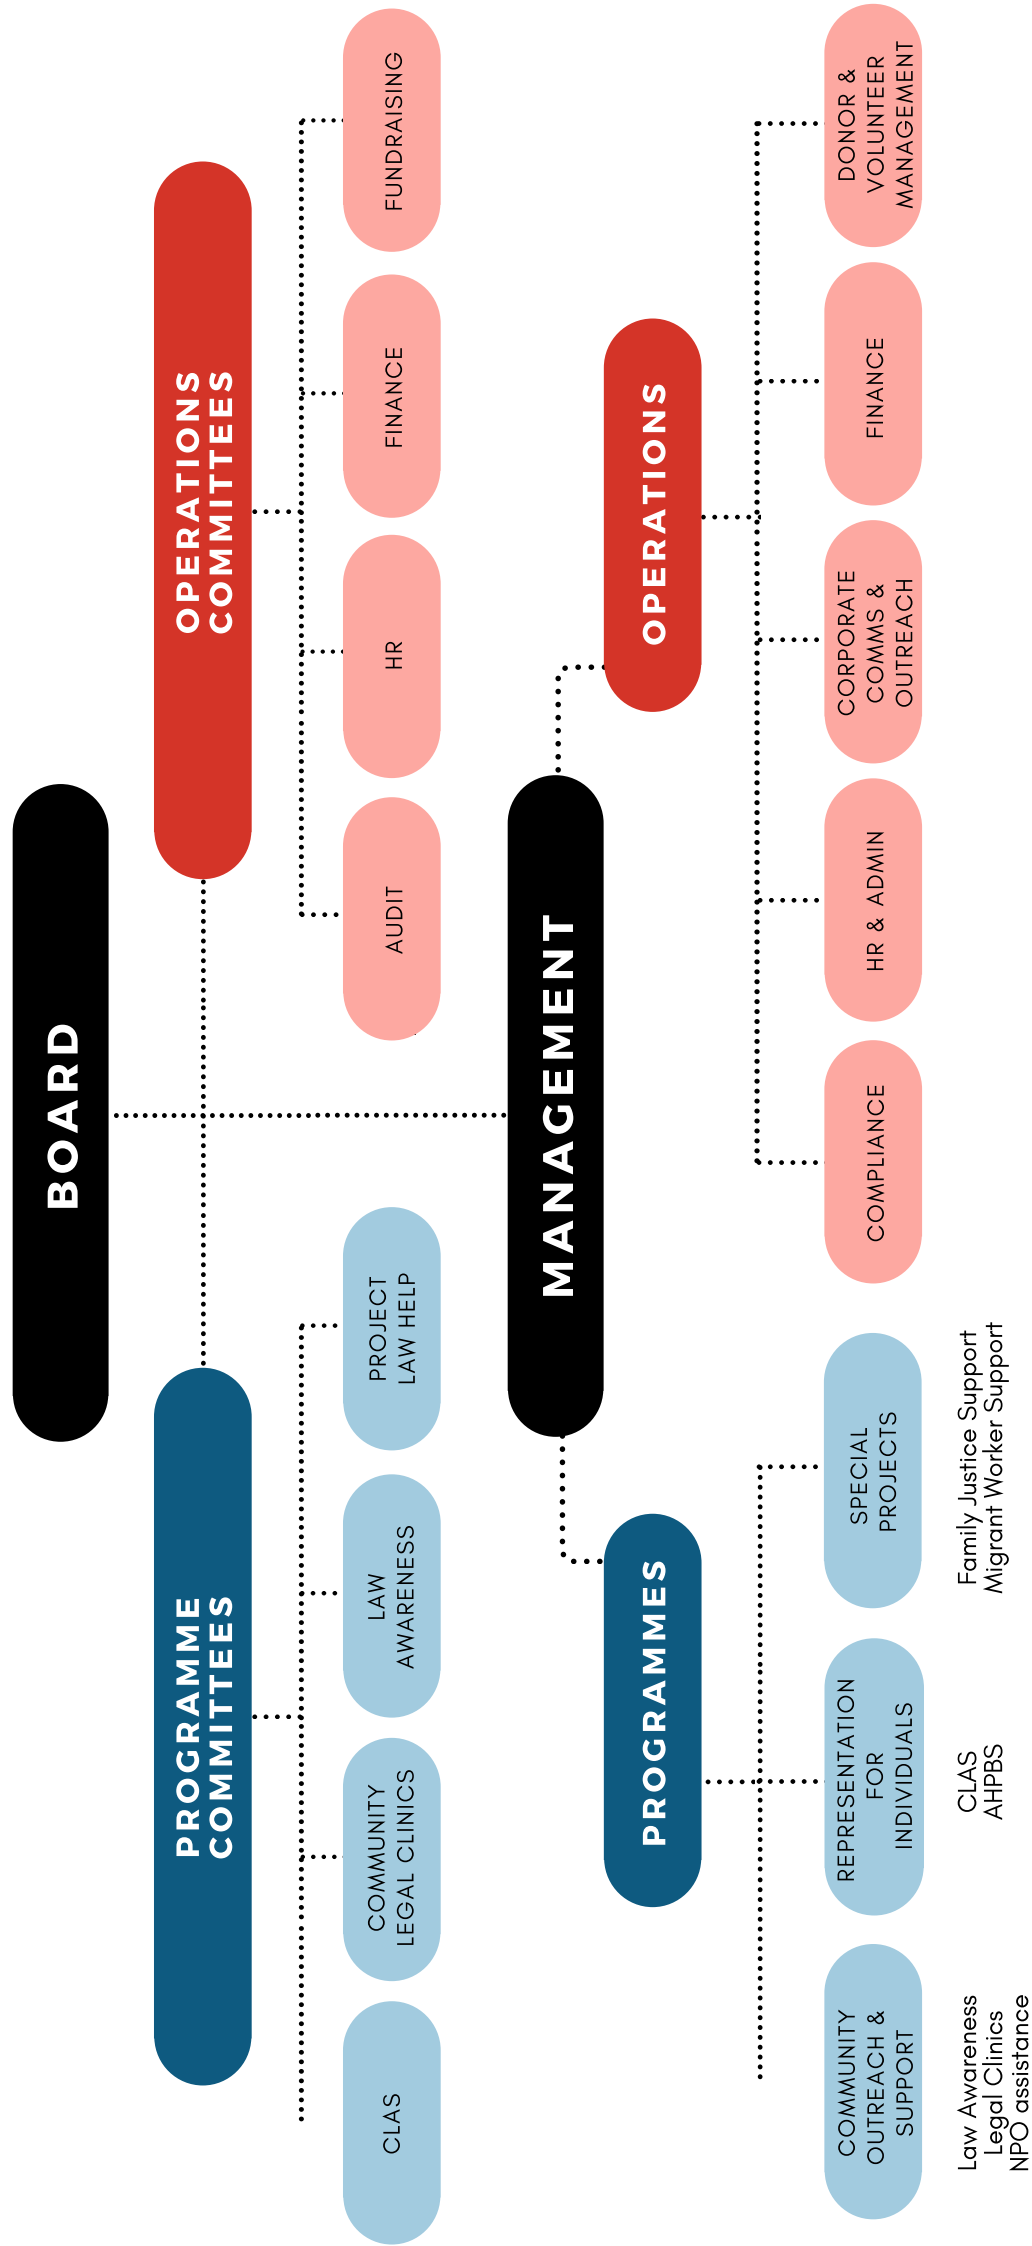 BOARD
PROGRAMME
COMMITTEES
OPERATIONS
COMMITTEES
CLAS
COMMUNITY
LEGAL CLINICS
LAW
AWARENESS
PROJECT
LAW HELP
AUDIT
HR
FINANCE
FUNDRAISING
MANAGEMENT
PROGRAMMES
OPERATIONS
COMMUNITY
OUTREACH &
SUPPORT
REPRESENTATION
FOR
INDIVIDUALS
SPECIAL
PROJECTS
COMPLIANCE
HR & ADMIN
CORPORATE
COMMS &
OUTREACH
FINANCE
DONOR &
VOLUNTEER
MANAGEMENT
Law Awareness
Legal Clinics
NPO assistance
CLAS
AHPBS
Family Justice Support
Migrant Worker Support